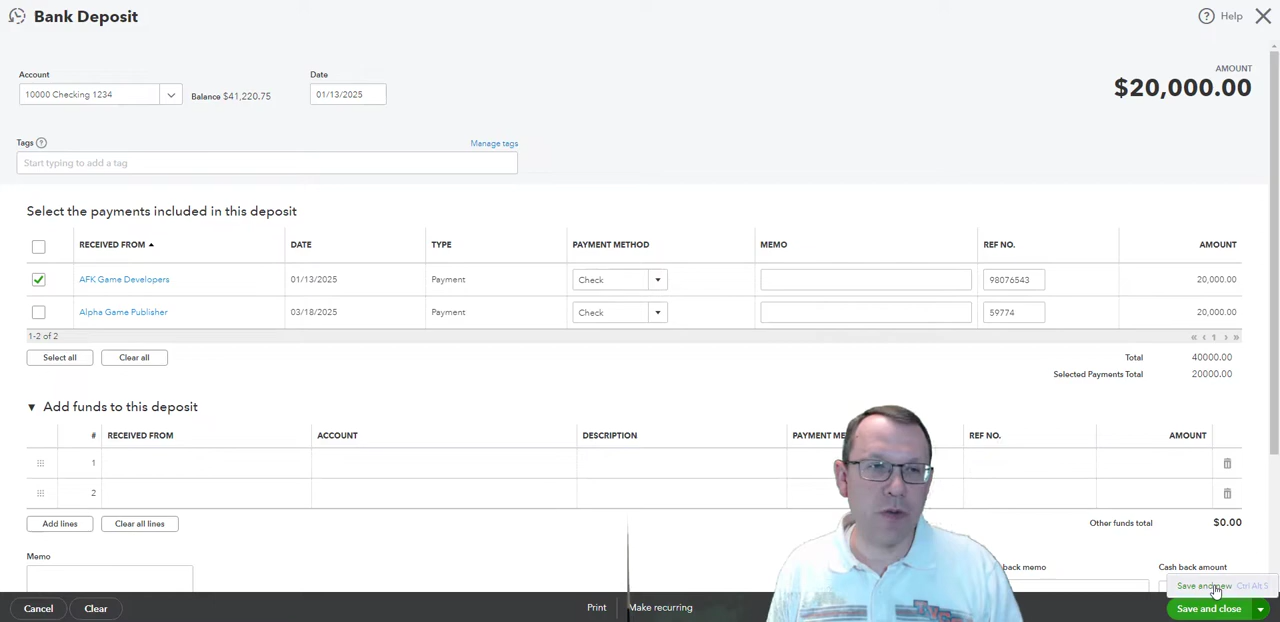 Bank Deposit
Help
Account
Date
AMOUNT
10000 Checking 1234
Balance $41,220.75
01/13/2025
$20,000.00
Tags
Manage tags
Start typing to add a tag
Select the payments included in this deposit
RECEIVED FROM DATE TYPE PAYMENT METHOD MEMO REF NO. AMOUNT
AFK Game Developers 01/13/2025 Payment Check 98076543 20,000.00
Alpha Game Publisher 03/18/2025 Payment Check 59774 20,000.00
1-2 of 2
« ‹ 1 › »
Select all Clear all
Total 40000.00
Selected Payments Total 20000.00
Add funds to this deposit
# RECEIVED FROM ACCOUNT DESCRIPTION PAYMENT REF NO. AMOUNT
1
2
Add lines Clear all lines
Other funds total $0.00
Memo
back memo
Cash back amount
Save and new Ctrl Alt S
Cancel Clear Print Make recurring Save and close